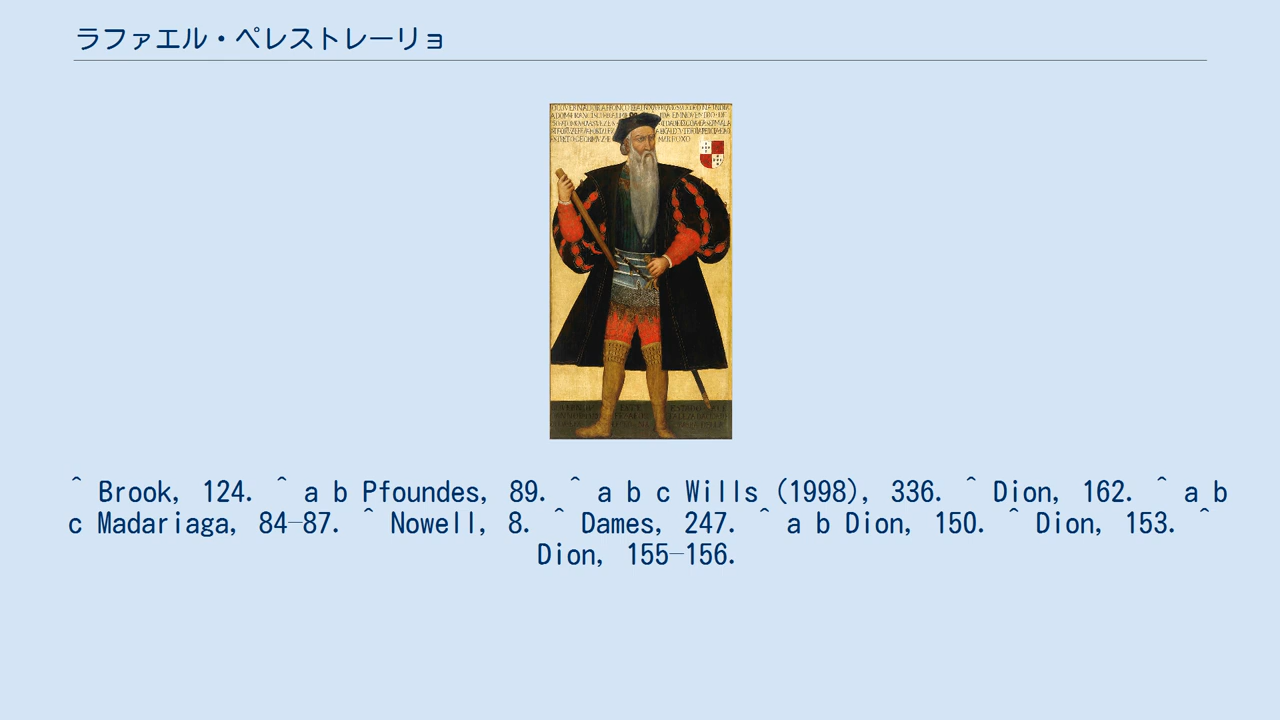 ラファエル・ペレストレーリョ
^ Brook, 124. ^ a b Pfoundes, 89. ^ a b c Wills (1998), 336. ^ Dion, 162. ^ a b
c Madariaga, 84–87. ^ Nowell, 8. ^ Dames, 247. ^ a b Dion, 150. ^ Dion, 153. ^
Dion, 155–156.